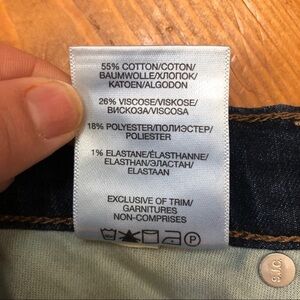 55% COTTON/COTON/
BAUMWOLLE/ХЛОПОК/
KATOEN/ALGODON
26% VISCOSE/VISKOSE/
ВИСКОЗА/VISCOSA
18% POLYESTER/ПОЛИЭСТЕР/
POLIESTER
1% ELASTANE/ÉLASTHANNE/
ELASTHAN/ЭЛАСТАН/
ELASTAAN
EXCLUSIVE OF TRIM/
GARNITURES
NON-COMPRISES
P